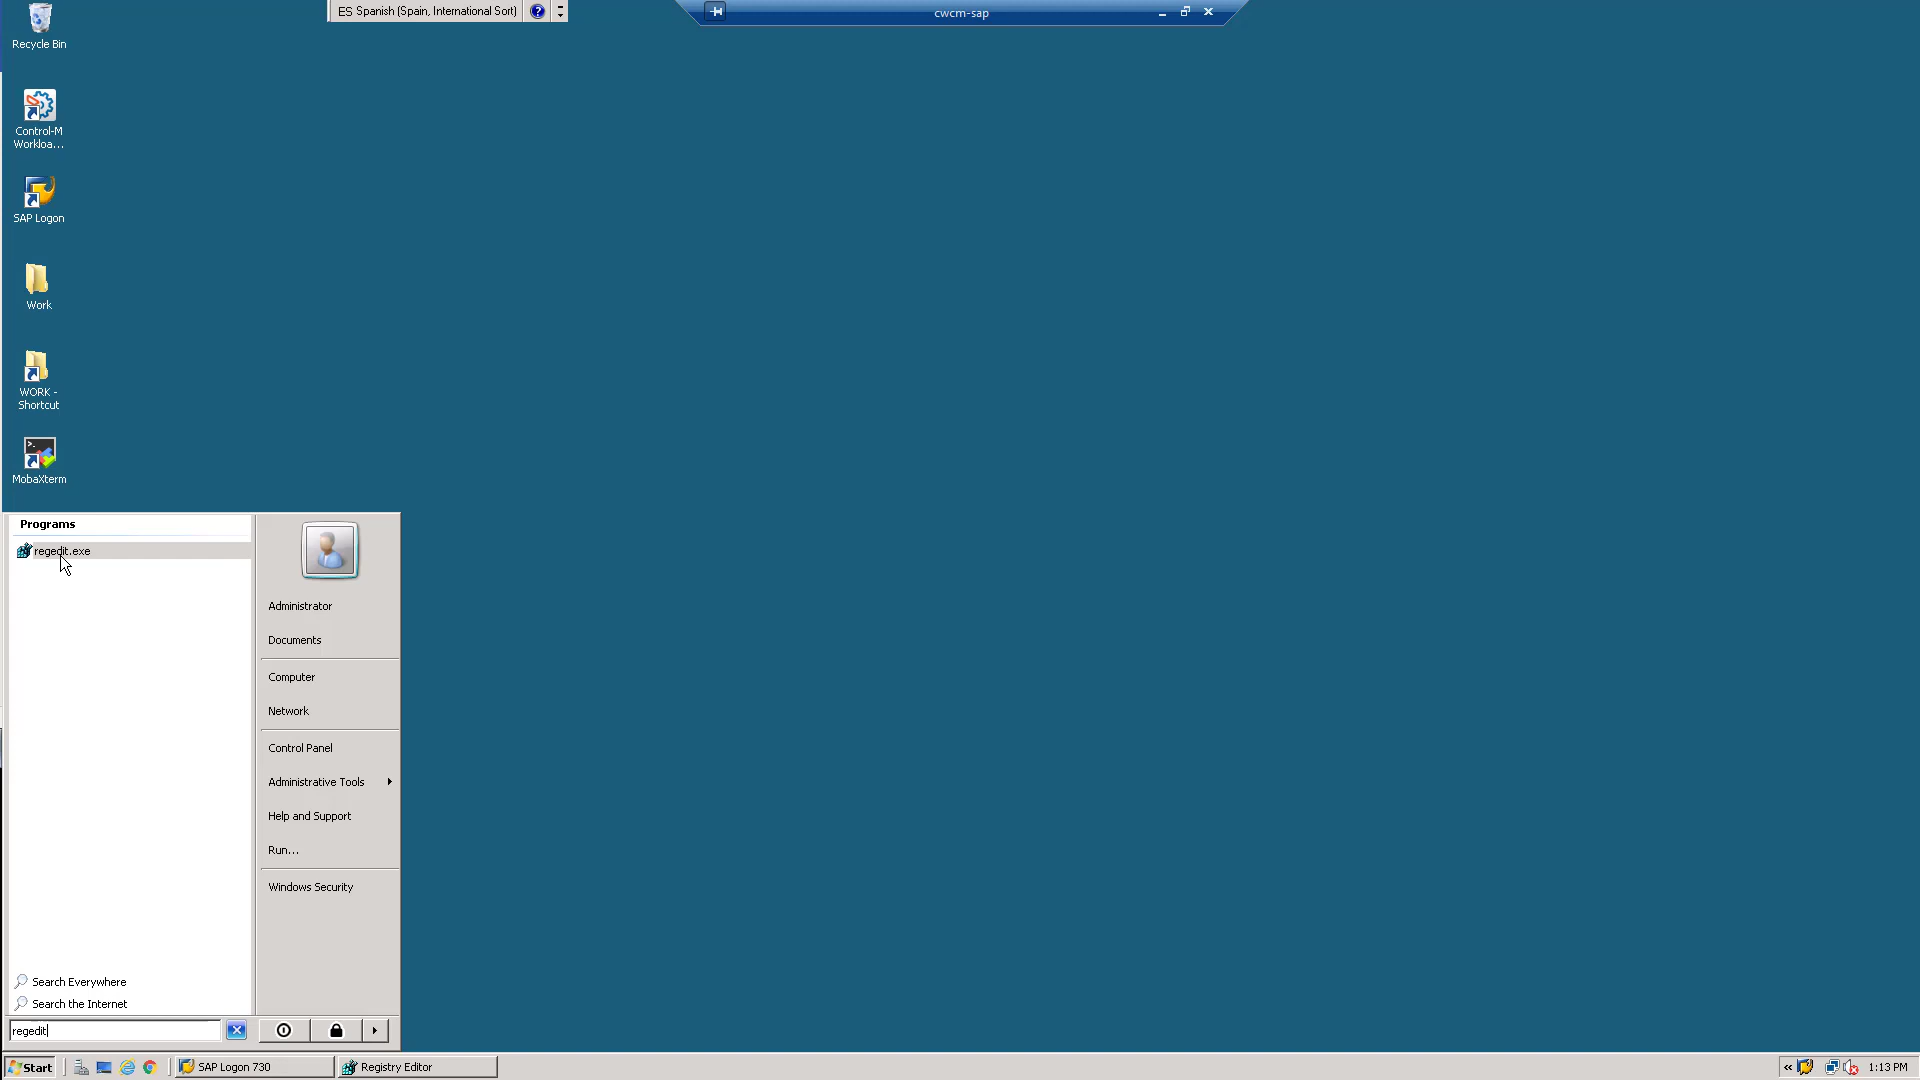 ES Spanish (Spain, International Sort)
cwcm-sap
Recycle Bin
Control-M
Workloa...
SAP Logon
Work
WORK -
Shortcut
MobaXterm
Programs
regedit.exe
Administrator
Documents
Computer
Network
Control Panel
Administrative Tools
Help and Support
Run...
Windows Security
Search Everywhere
Search the Internet
regedit
Start
SAP Logon 730
Registry Editor
1:13 PM